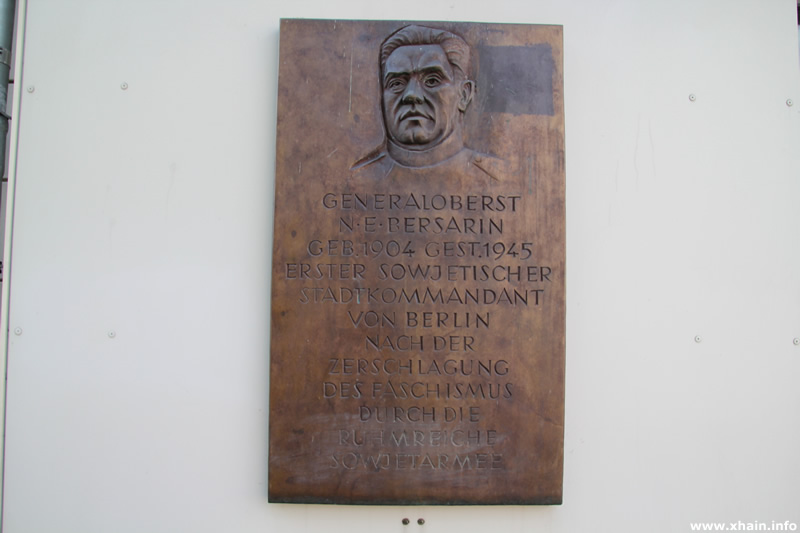 GENERALOBERST
N·E·BERSARIN
GEB.1904 GEST.1945
ERSTER SOWJETISCHER
STADTKOMMANDANT
VON BERLIN
NACH DER
ZERSCHLAGUNG
DES FASCHISMUS
DURCH DIE
RUHMREICHE
SOWJETARMEE
www.xhain.info